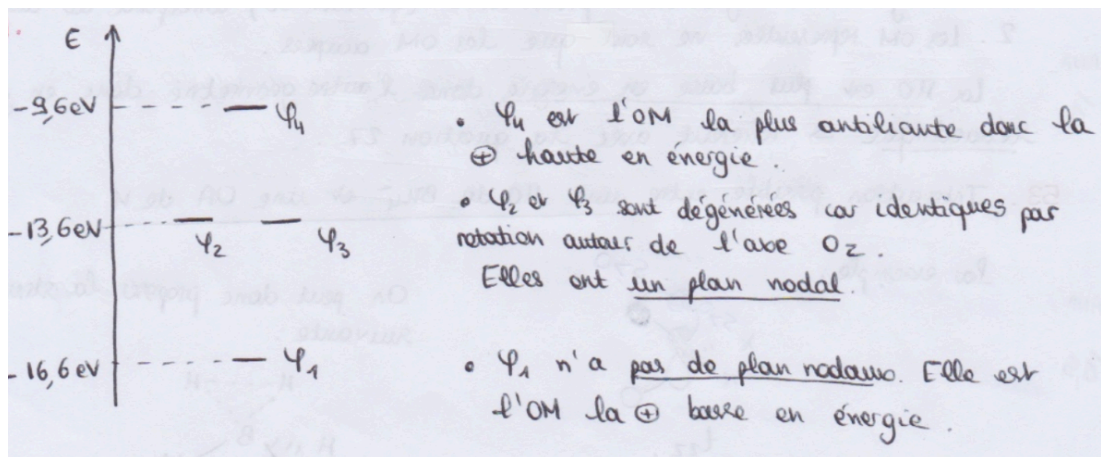 E
-9,6eV
φ4
• φ4 est l'OM la plus antiliante donc la
⊕ haute en énergie.
• φ2 et φ3 sont dégénérées car identiques par
-13,6eV
φ2
φ3
rotation autour de l'axe Oz.
Elles ont un plan nodal.
-16,6eV
φ1
• φ1 n'a pas de plan nodaux. Elle est
l'OM la ⊕ basse en énergie.